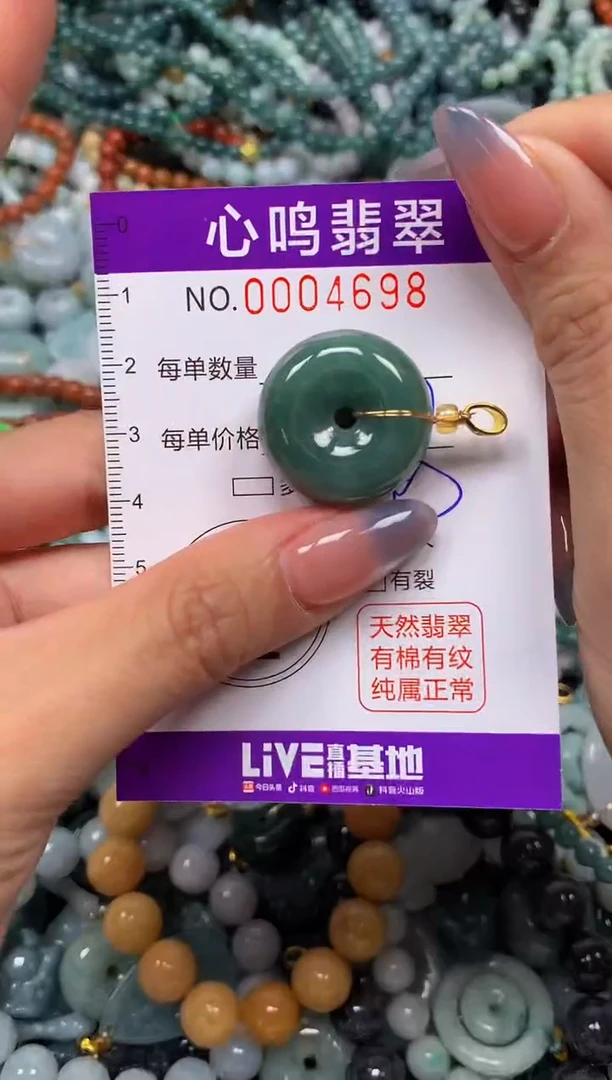 心鸣翡翠
0
NO.0004698
1
2 每单数量
3 每单价格
4
5
有裂
天然翡翠
有棉有纹
纯属正常
LiVE直播基地
今日头条 抖音 西瓜视频 抖音火山版